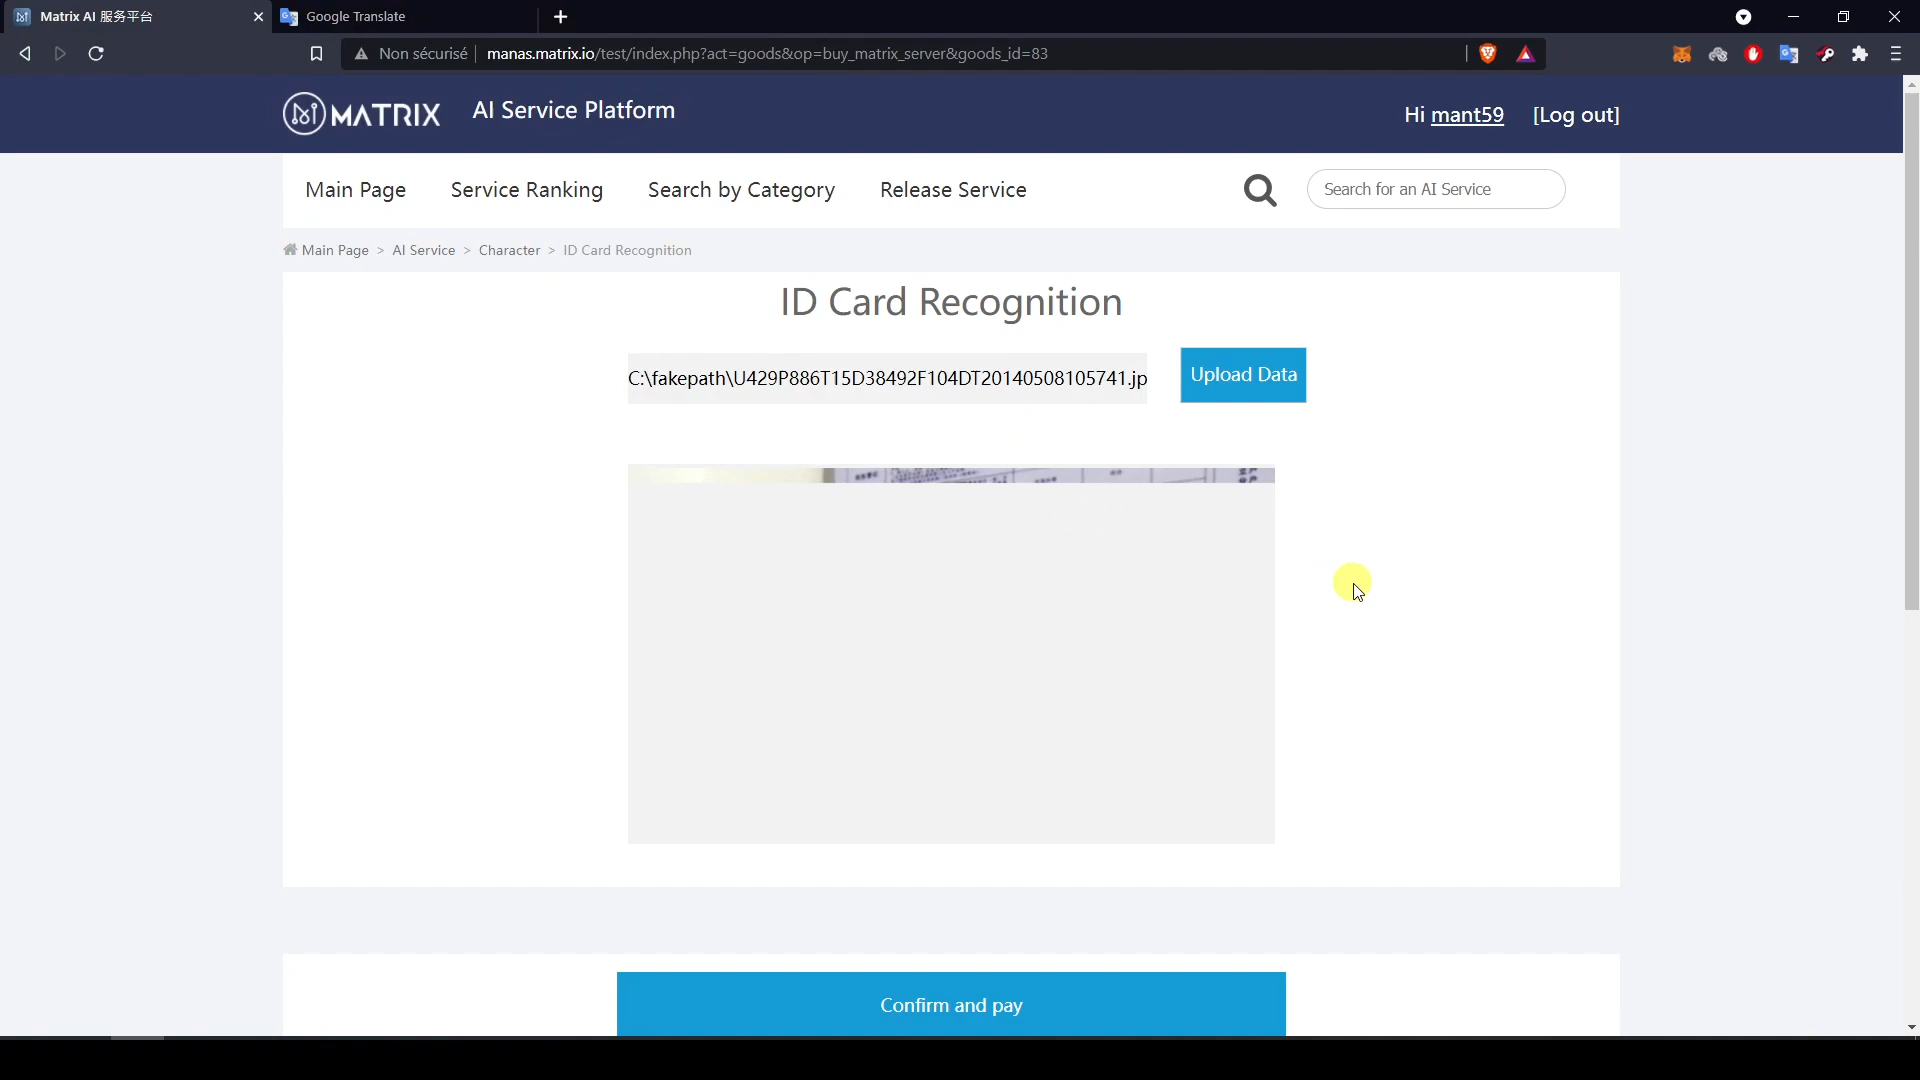 Matrix AI 服务平台
Google Translate
Non sécurisé manas.matrix.io/test/index.php?act=goods&op=buy_matrix_server&goods_id=83
MATRIX AI Service Platform
Hi mant59 [Log out]
Main Page Service Ranking Search by Category Release Service Search for an AI Service
Main Page > AI Service > Character > ID Card Recognition
ID Card Recognition
C:\fakepath\U429P886T15D38492F104DT20140508105741.jp Upload Data
Confirm and pay